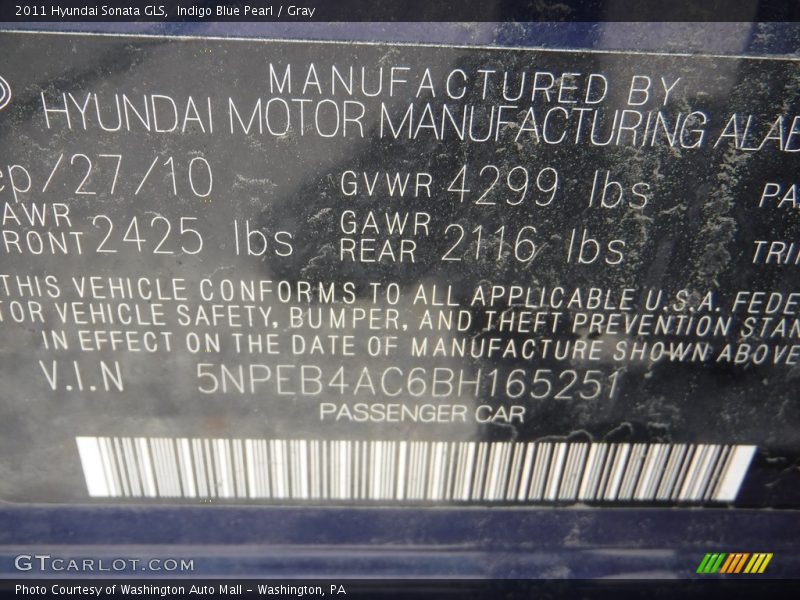 2011 Hyundai Sonata GLS,  Indigo Blue Pearl / Gray
MANUFACTURED BY
HYUNDAI MOTOR MANUFACTURING ALAB
ep/27/10 GVWR 4299 lbs PA
AWR RONT 2425 lbs GAWR REAR 2116 lbs TRI
THIS VEHICLE CONFORMS TO ALL APPLICABLE U.S.A. FEDE
TOR VEHICLE SAFETY, BUMPER, AND THEFT PREVENTION STAN
IN EFFECT ON THE DATE OF MANUFACTURE SHOWN ABOVE
V.I.N 5NPEB4AC6BH165251
PASSENGER CAR
GTCARLOT.COM
Photo Courtesy of Washington Auto Mall - Washington, PA